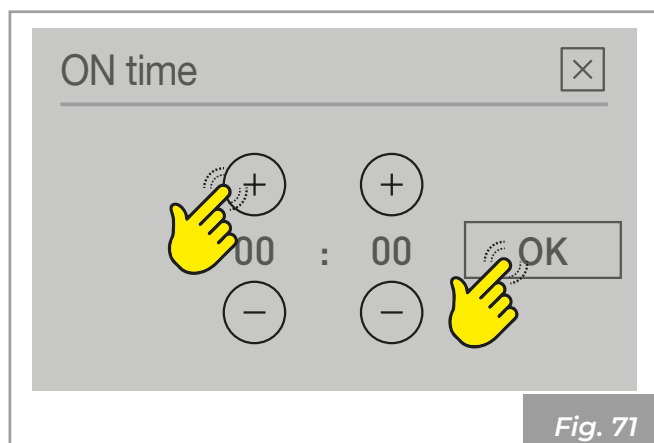 ON time
+ +
00 : 00 OK
− −
Fig. 71